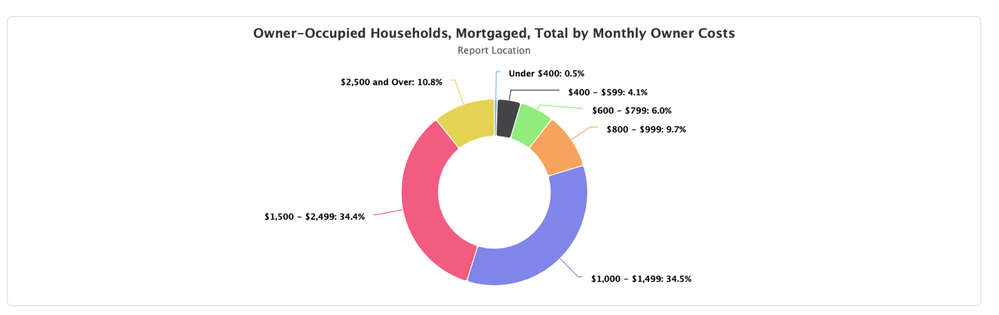 Owner-Occupied Households, Mortgaged, Total by Monthly Owner Costs
Report Location
Under $400: 0.5%
$2,500 and Over: 10.8%
$400 - $599: 4.1%
$600 - $799: 6.0%
$800 - $999: 9.7%
$1,500 - $2,499: 34.4%
$1,000 - $1,499: 34.5%